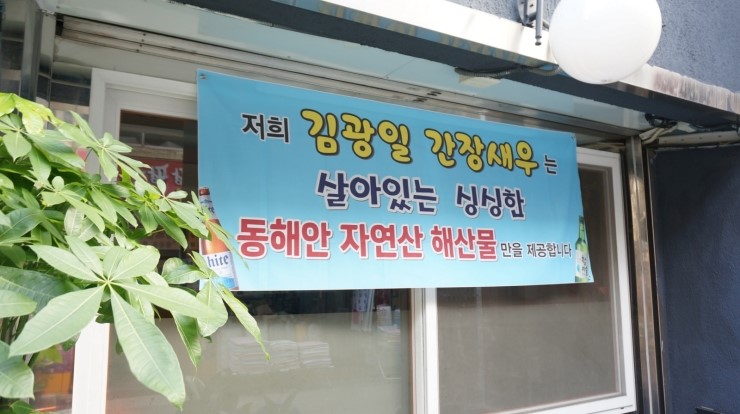 저희 김광일 간장새우 는
살아있는 싱싱한
동해안 자연산 해산물 만을 제공합니다
hite